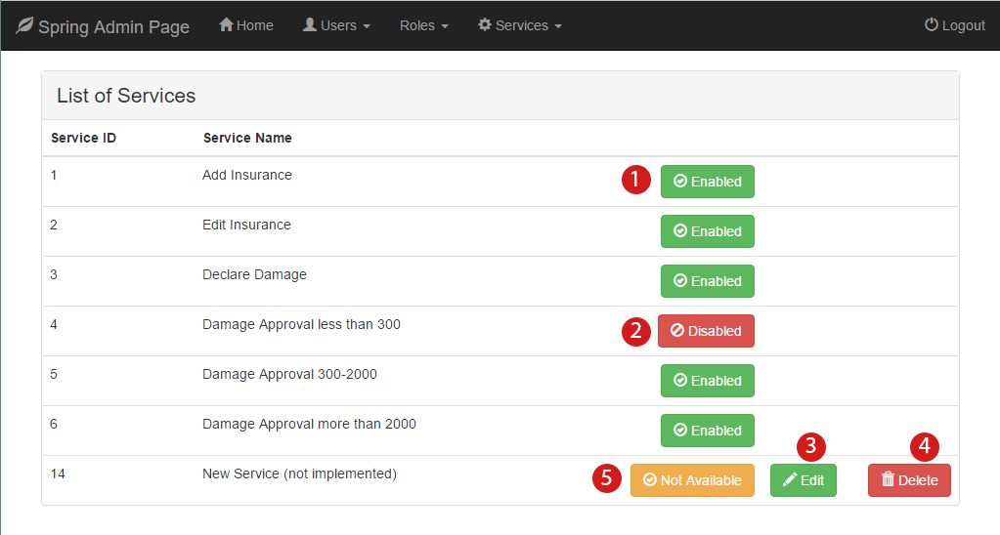 Spring Admin Page Home Users Roles Services Logout
List of Services
Service ID Service Name
1 Add Insurance 1 Enabled
2 Edit Insurance Enabled
3 Declare Damage Enabled
4 Damage Approval less than 300 2 Disabled
5 Damage Approval 300-2000 Enabled
6 Damage Approval more than 2000 Enabled
3 4
14 New Service (not implemented) 5 Not Available Edit Delete